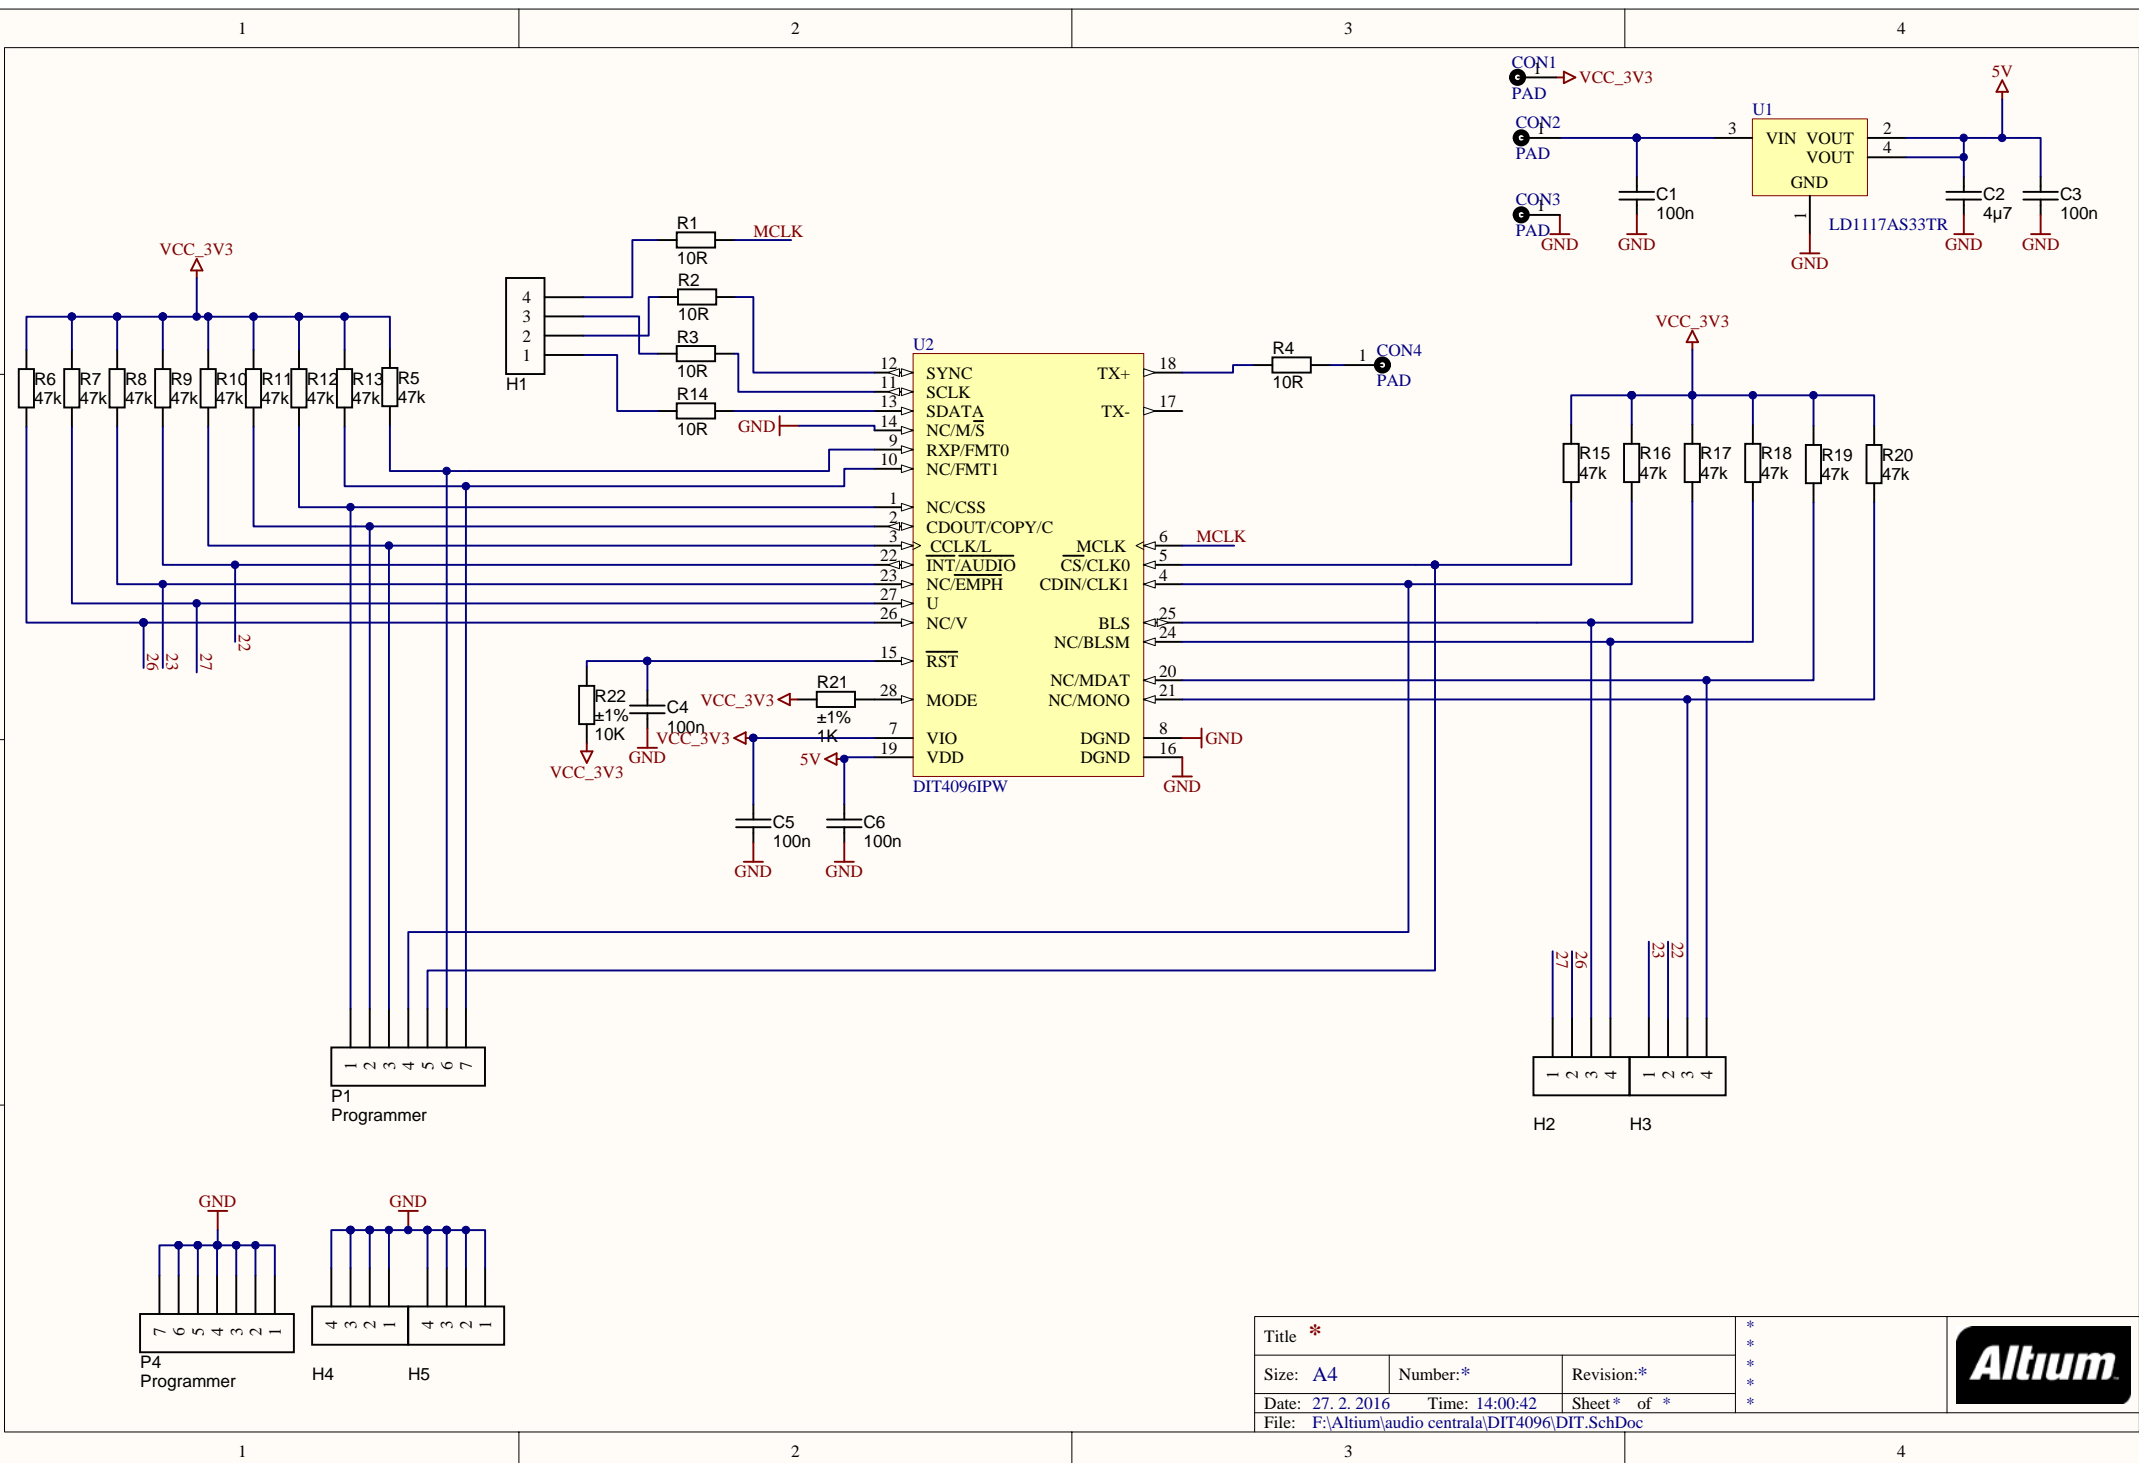 1 2 3 4
CON1
1
VCC_3V3
PAD
CON2
1
PAD
CON3
1
PAD
GND
C1
100n
GND
U1
3
VIN VOUT
2
VOUT
4
GND
1
GND
LD1117AS33TR
5V
C2
4µ7
GND
C3
100n
GND
VCC_3V3
R6
47k
R7
47k
R8
47k
R9
47k
R10
47k
R11
47k
R12
47k
R13
47k
R5
47k
26
23
27
22
4
3
2
1
H1
R1
10R
MCLK
R2
10R
R3
10R
R14
10R
GND
U2
12 SYNC
11 SCLK
13 SDATA
14 NC/M/S
9 RXP/FMT0
10 NC/FMT1
1 NC/CSS
2 CDOUT/COPY/C
3 CCLK/L
22 INT/AUDIO
23 NC/EMPH
27 U
26 NC/V
15 RST
28 MODE
7 VIO
19 VDD
TX+ 18
TX- 17
MCLK 6 MCLK
CS/CLK0 5
CDIN/CLK1 4
BLS 25
NC/BLSM 24
NC/MDAT 20
NC/MONO 21
DGND 8 GND
DGND 16
GND
DIT4096IPW
R4
10R
1
CON4
PAD
R22
±1%
10K
VCC_3V3
C4
100n
GND
VCC_3V3
R21
±1%
1K
VCC_3V3
5V
C5
100n
GND
C6
100n
GND
VCC_3V3
R15
47k
R16
47k
R17
47k
R18
47k
R19
47k
R20
47k
27
26
23
22
1 2 3 4
1 2 3 4
H2
H3
1 2 3 4 5 6 7
P1
Programmer
GND
7 6 5 4 3 2 1
P4
Programmer
GND
4 3 2 1
4 3 2 1
H4
H5
Title *
Size: A4 Number:* Revision:*
Date: 27. 2. 2016 Time: 14:00:42 Sheet * of *
File: F:\Altium\audio centrala\DIT4096\DIT.SchDoc
*
*
*
*
*
Altıum
1 2 3 4